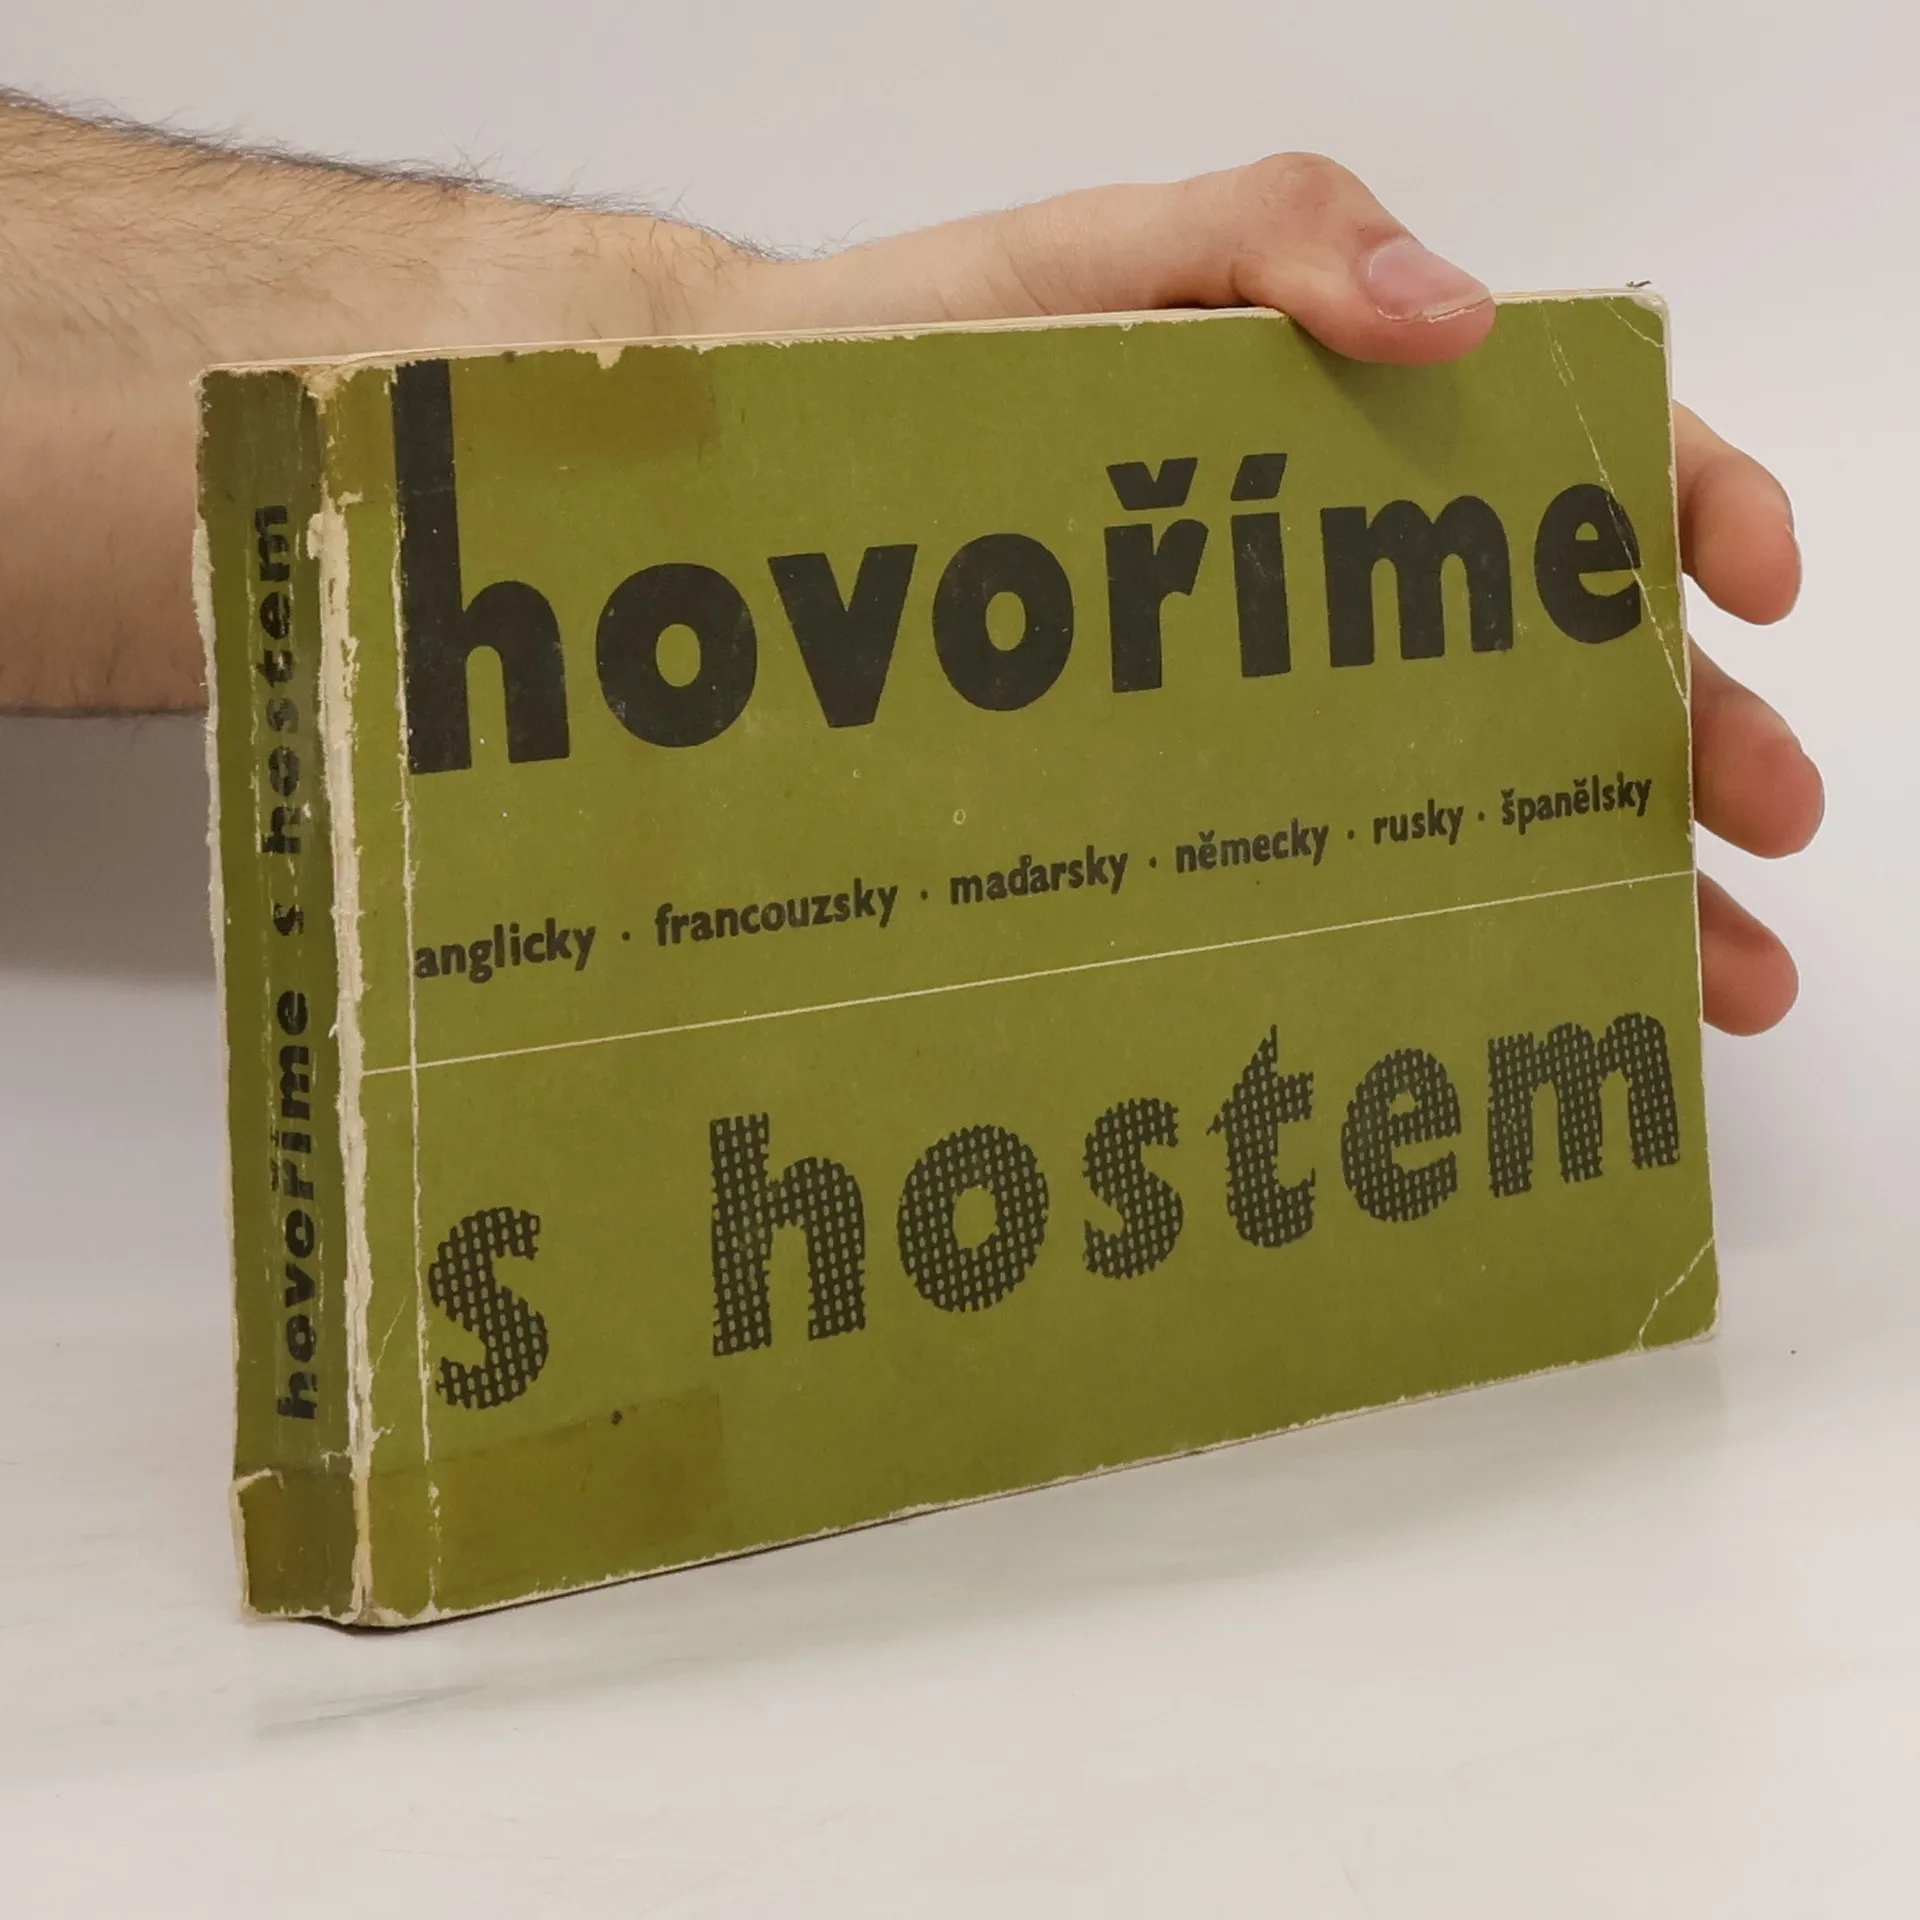 hovoříme s hostem
hovoříme
anglicky · francouzsky · maďarsky · německy · rusky · španělsky
s hostem